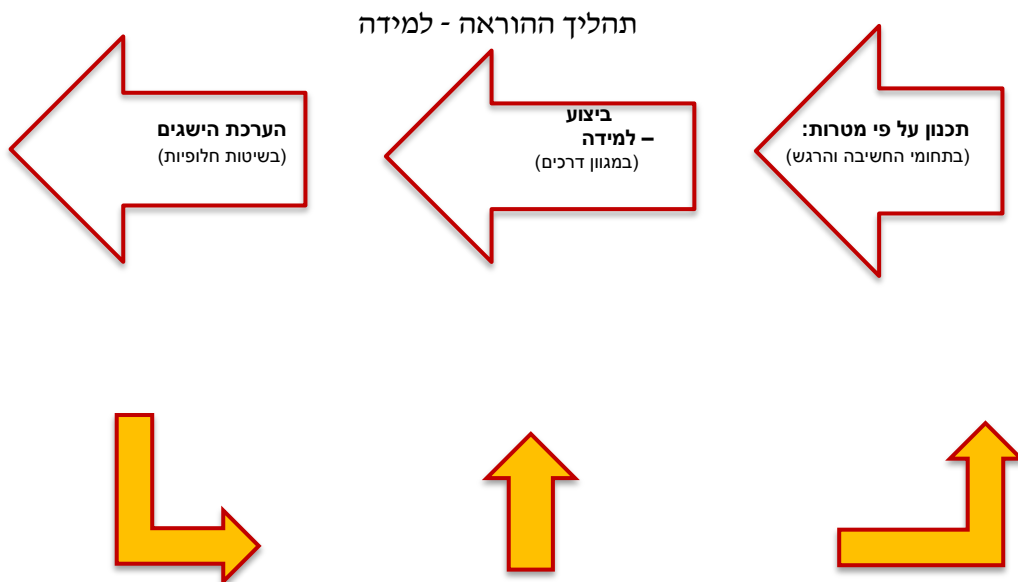 תהליך ההוראה - למידה
תכנון על פי מטרות:
(בתחומי החשיבה והרגש)
ביצוע
– למידה
(במגוון דרכים)
הערכת הישגים
(בשיטות חלופיות)